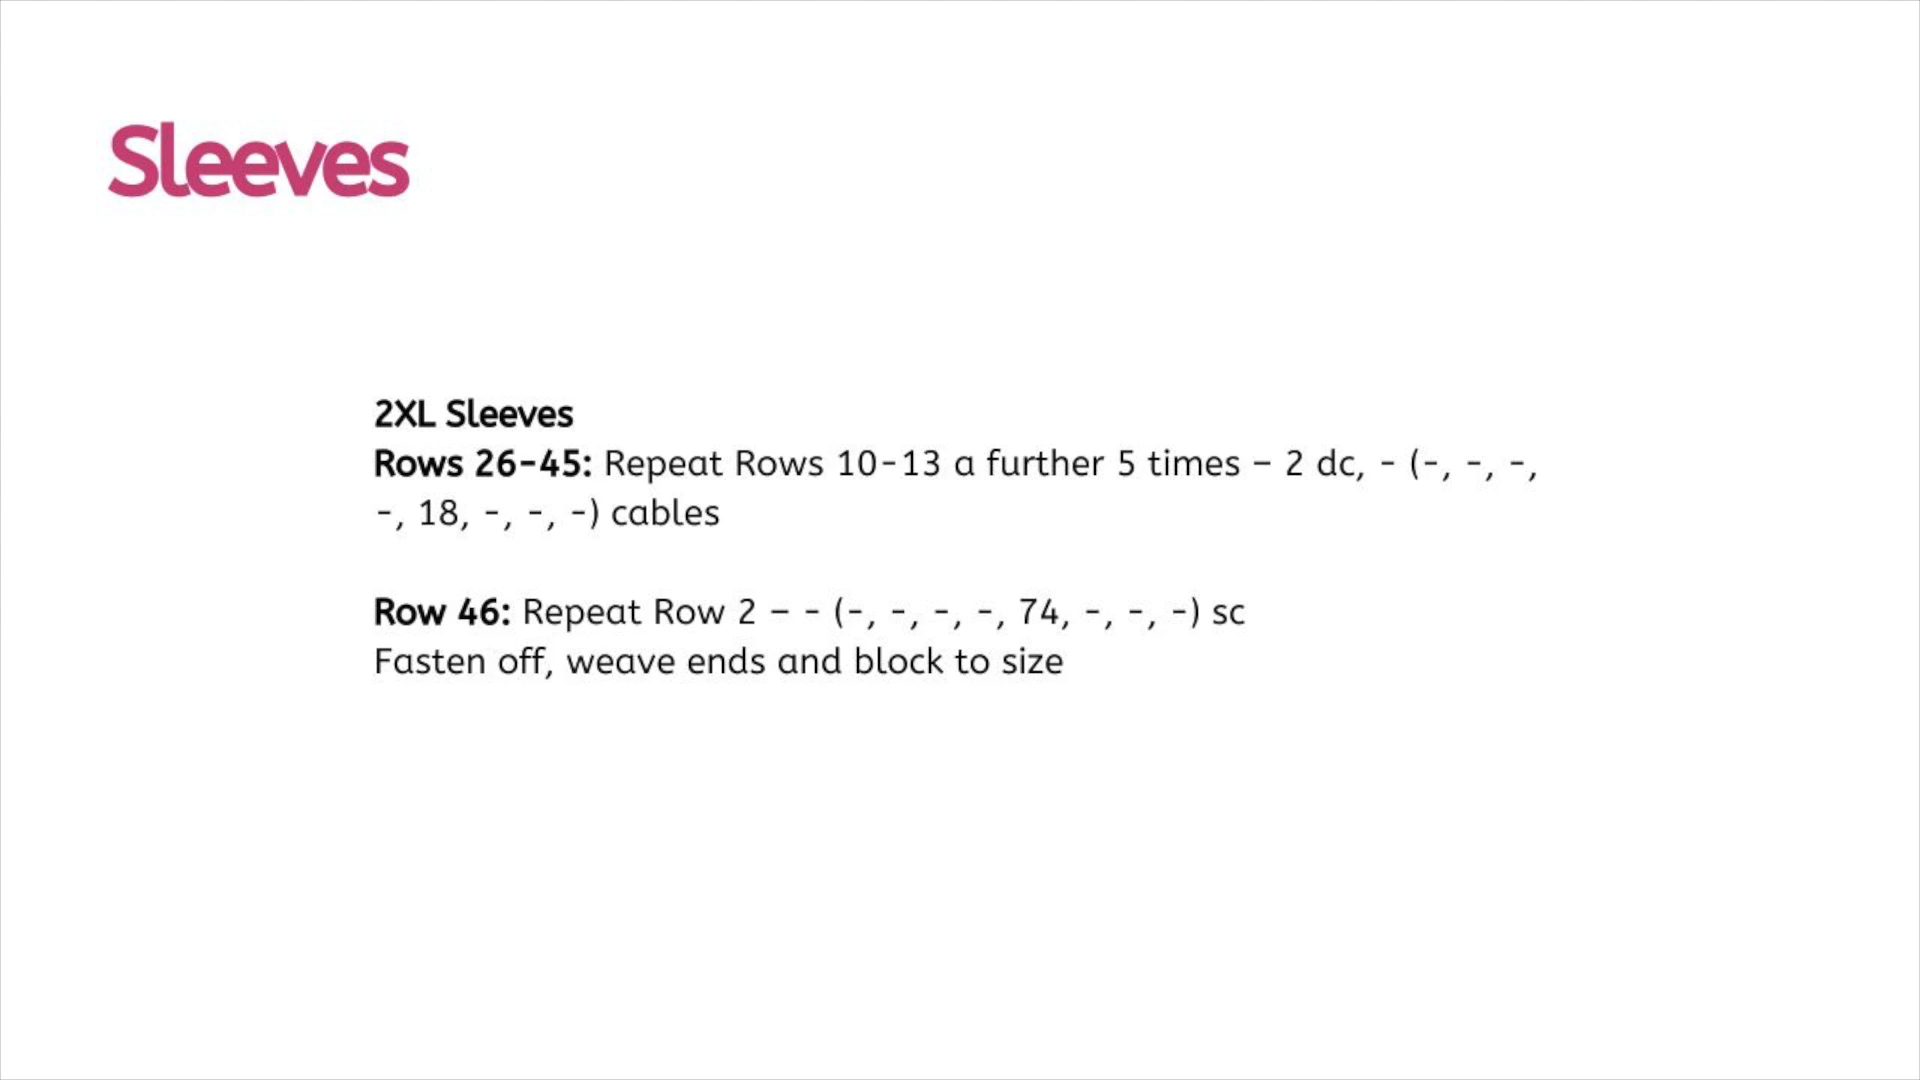 Sleeves
2XL Sleeves
Rows 26-45: Repeat Rows 10-13 a further 5 times – 2 dc, - (-, -, -,
-, 18, -, -, -) cables
Row 46: Repeat Row 2 – - (-, -, -, -, 74, -, -, -) sc
Fasten off, weave ends and block to size